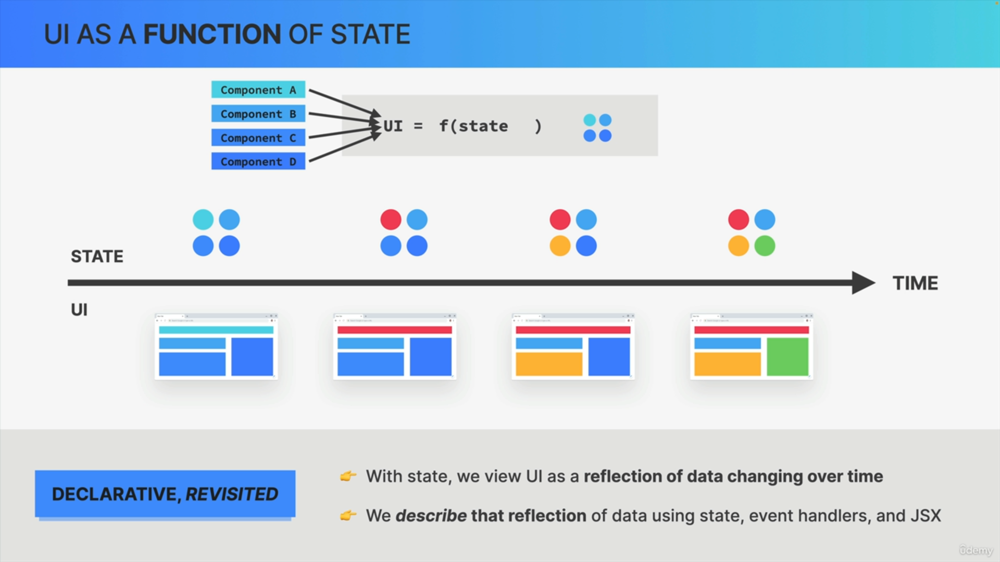 UI AS A FUNCTION OF STATE
Component A
Component B
Component C
Component D
UI = f(state )
STATE
TIME
UI
DECLARATIVE, REVISITED
👉 With state, we view UI as a reflection of data changing over time
👉 We describe that reflection of data using state, event handlers, and JSX
ûdemy